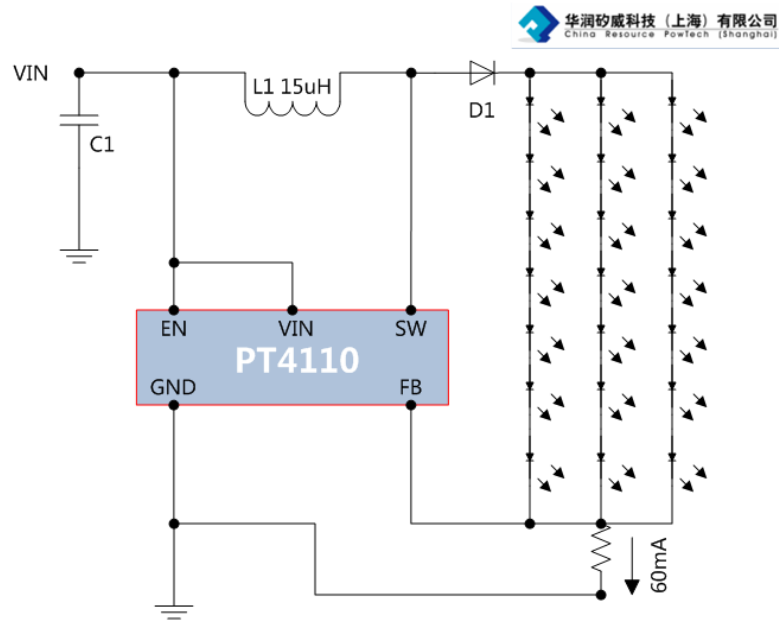 华润矽威科技（上海）有限公司
China Resource PowTech (Shanghai)
VIN
L1 15uH
D1
C1
EN
VIN
SW
PT4110
GND
FB
60mA